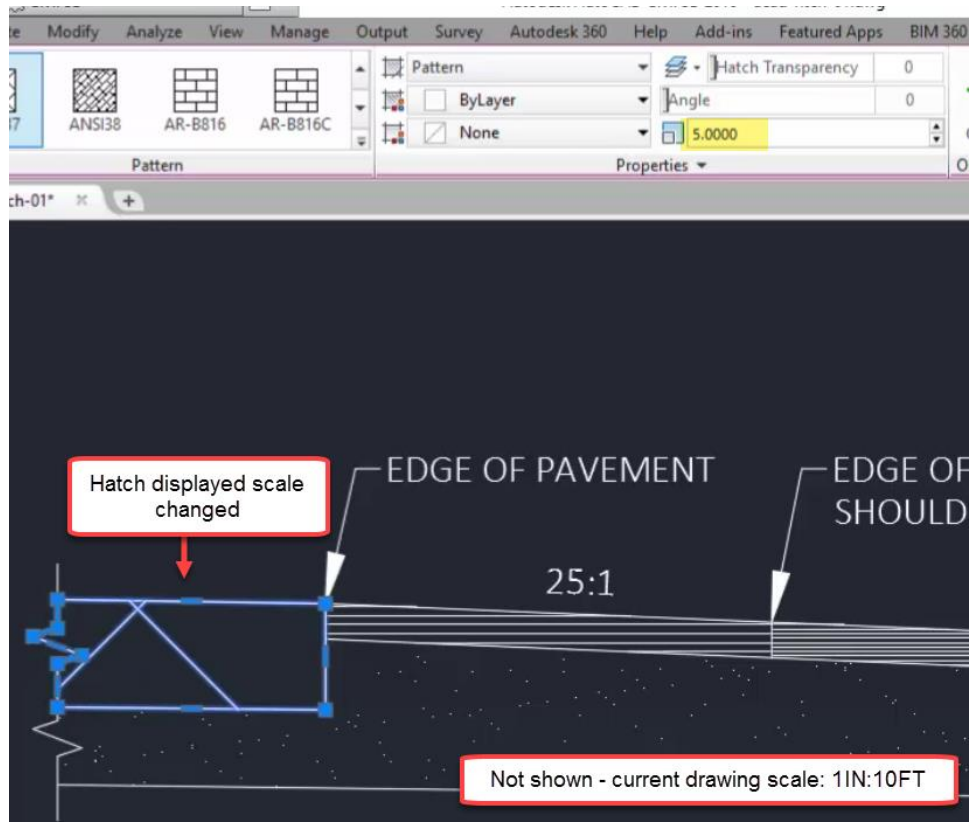 Modify Analyze View Manage Output Survey Autodesk 360 Help Add-ins Featured Apps BIM 360
Pattern Hatch Transparency 0
ByLayer Angle 0
ANSI38 AR-B816 AR-B816C None 5.0000
Pattern Properties
ch-01*
Hatch displayed scale
changed
EDGE OF PAVEMENT
EDGE OF
SHOULD
25:1
Not shown - current drawing scale: 1IN:10FT